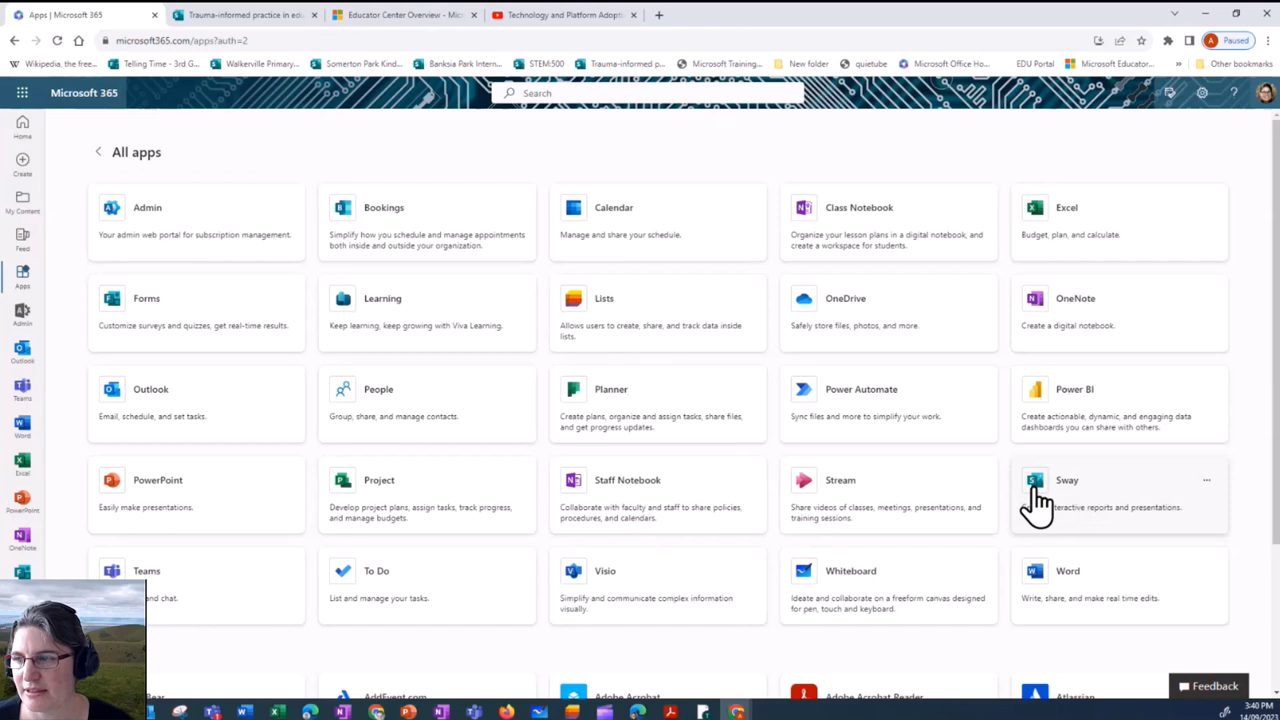 Apps | Microsoft 365
Trauma-informed practice in edu
Educator Center Overview - Micr
Technology and Platform Adopti
microsoft365.com/apps?auth=2
Paused
Wikipedia, the free...
Telling Time - 3rd G...
Walkerville Primary...
Somerton Park Kind...
Banksia Park Intern...
STEM:500
Trauma-informed p...
Microsoft Training...
New folder
quietube
Microsoft Office Ho...
EDU Portal
Microsoft Educator...
Other bookmarks
Microsoft 365
Search
Home
Create
My Content
Feed
Apps
Admin
Outlook
Teams
Word
Excel
PowerPoint
OneNote
All apps
Admin
Your admin web portal for subscription management.
Bookings
Simplify how you schedule and manage appointments
both inside and outside your organization.
Calendar
Manage and share your schedule.
Class Notebook
Organize your lesson plans in a digital notebook, and
create a workspace for students.
Excel
Budget, plan, and calculate.
Forms
Customize surveys and quizzes, get real-time results.
Learning
Keep learning, keep growing with Viva Learning.
Lists
Allows users to create, share, and track data inside
lists.
OneDrive
Safely store files, photos, and more.
OneNote
Create a digital notebook.
Outlook
Email, schedule, and set tasks.
People
Group, share, and manage contacts.
Planner
Create plans, organize and assign tasks, share files,
and get progress updates.
Power Automate
Sync files and more to simplify your work.
Power BI
Create actionable, dynamic, and engaging data
dashboards you can share with others.
PowerPoint
Easily make presentations.
Project
Develop project plans, assign tasks, track progress,
and manage budgets.
Staff Notebook
Collaborate with faculty and staff to share policies,
procedures, and calendars.
Stream
Share videos of classes, meetings, presentations, and
training sessions.
Sway
reports and presentations.
Teams
and chat.
To Do
List and manage your tasks.
Visio
Simplify and communicate complex information
visually.
Whiteboard
Ideate and collaborate on a freeform canvas designed
for pen, touch and keyboard.
Word
Write, share, and make real time edits.
AddEvent.com
Adobe Acrobat
Adobe Acrobat Reader
Atlassian
Feedback
3:40 PM
14/09/2023